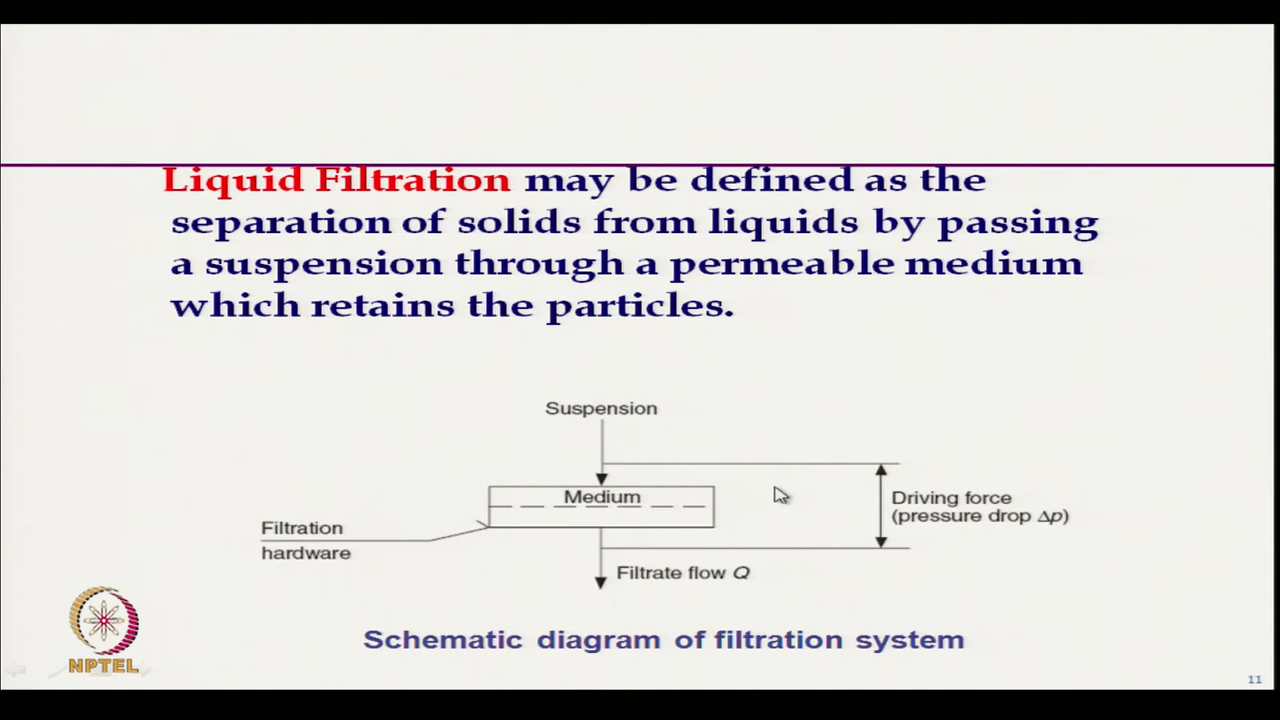 Liquid Filtration may be defined as the
separation of solids from liquids by passing
a suspension through a permeable medium
which retains the particles.
Suspension
Medium
Driving force
(pressure drop Δp)
Filtration
hardware
Filtrate flow Q
Schematic diagram of filtration system
NPTEL
11